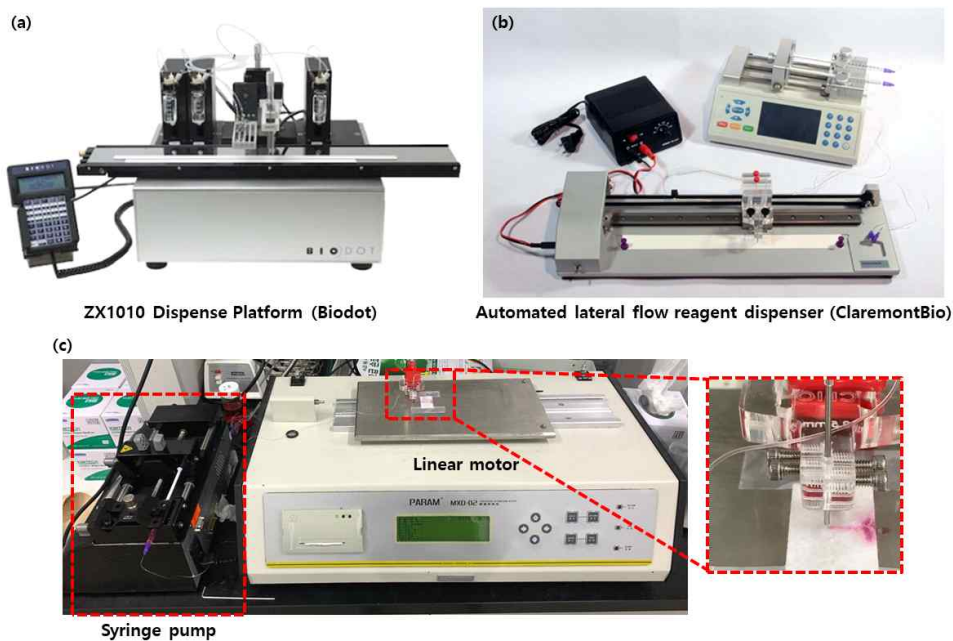 (a)
(b)
BIODOT
ZX1010 Dispense Platform (Biodot)
Automated lateral flow reagent dispenser (ClaremontBio)
(c)
Linear motor
PARAM
MXD-02
Syringe pump